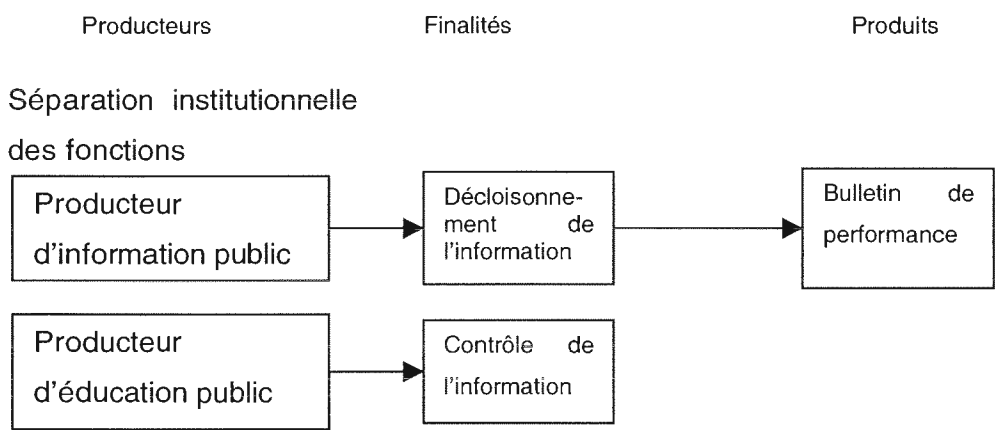 Producteurs Finalités Produits
Séparation institutionnelle
des fonctions
Producteur
d'information public
Décloisonne-
ment de
l'information
Bulletin de
performance
Producteur
d'éducation public
Contrôle de
l'information